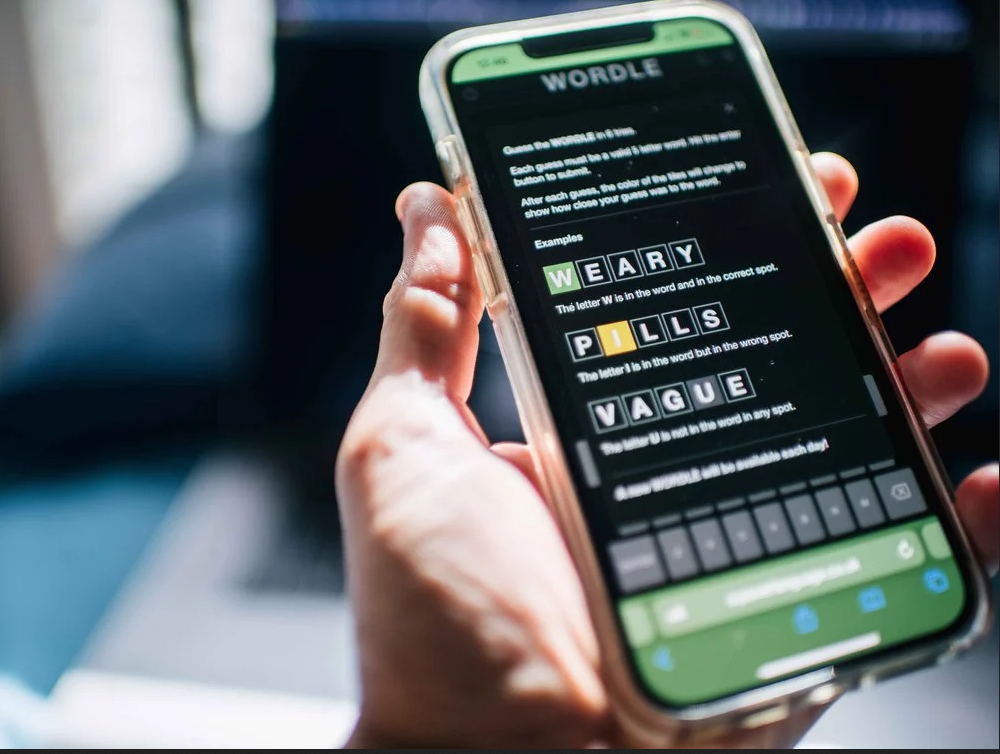 WORDLE
Guess the WORDLE in 6 tries.
Each guess must be a valid 5 letter word. Hit the enter
button to submit.
After each guess, the color of the tiles will change to
show how close your guess was to the word.
Examples
WEARY
The letter W is in the word and in the correct spot.
PILLS
The letter I is in the word but in the wrong spot.
VAGUE
The letter U is not in the word in any spot.
A new WORDLE will be available each day!